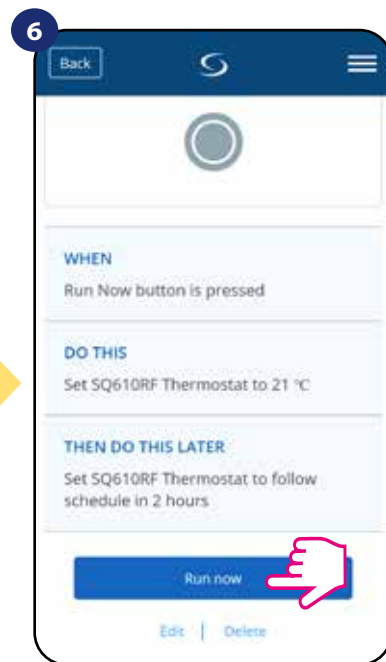 6
Back
WHEN
Run Now button is pressed
DO THIS
Set SQ610RF Thermostat to 21 °C
THEN DO THIS LATER
Set SQ610RF Thermostat to follow
schedule in 2 hours
Run now
Edit | Delete